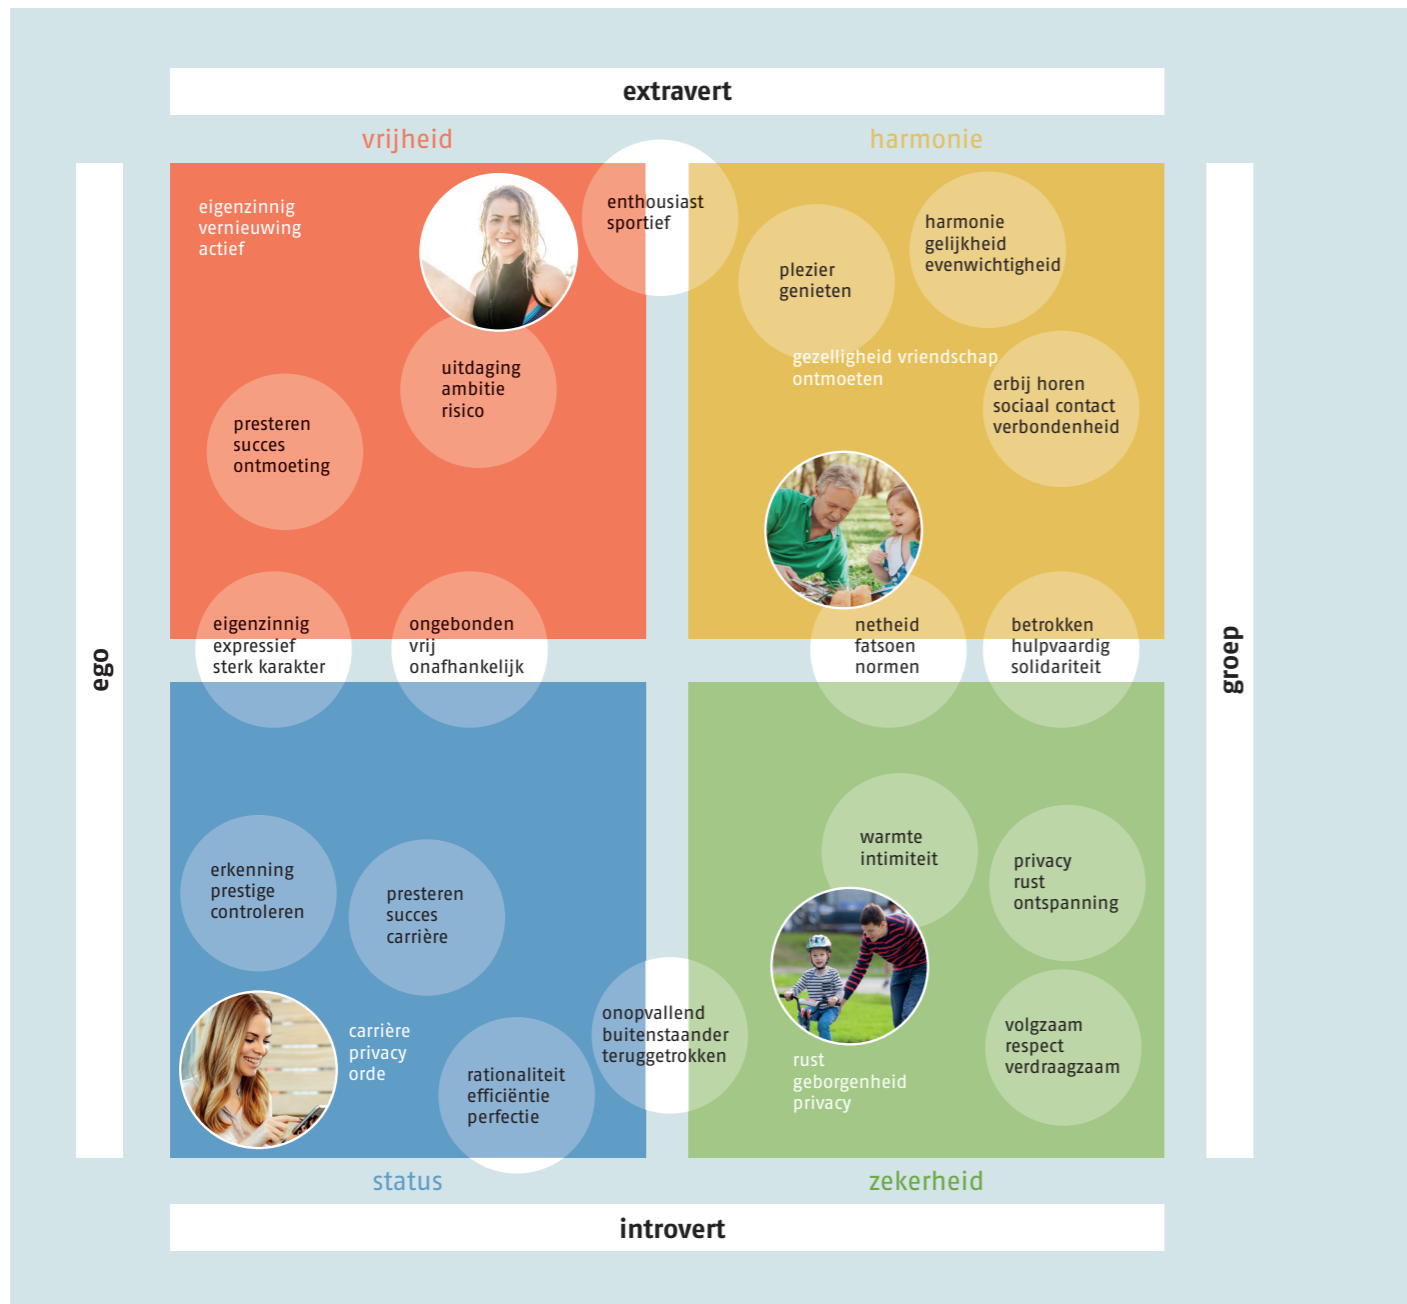 extravert
vrijheid
harmonie
eigenzinnig
vernieuwing
actief
enthousiast
sportief
plezier
genieten
harmonie
gelijkheid
evenwichtigheid
uitdaging
ambitie
risico
presteren
succes
ontmoeting
gezelligheid vriendschap
ontmoeten
erbij horen
sociaal contact
verbondenheid
ego
groep
eigenzinnig
expressief
sterk karakter
ongebonden
vrij
onafhankelijk
netheid
fatsoen
normen
betrokken
hulpvaardig
solidariteit
erkenning
prestige
controleren
presteren
succes
carrière
warmte
intimiteit
privacy
rust
ontspanning
carrière
privacy
orde
rationaliteit
efficiëntie
perfectie
onopvallend
buitenstaander
teruggetrokken
rust
geborgenheid
privacy
volgzaam
respect
verdraagzaam
status
zekerheid
introvert